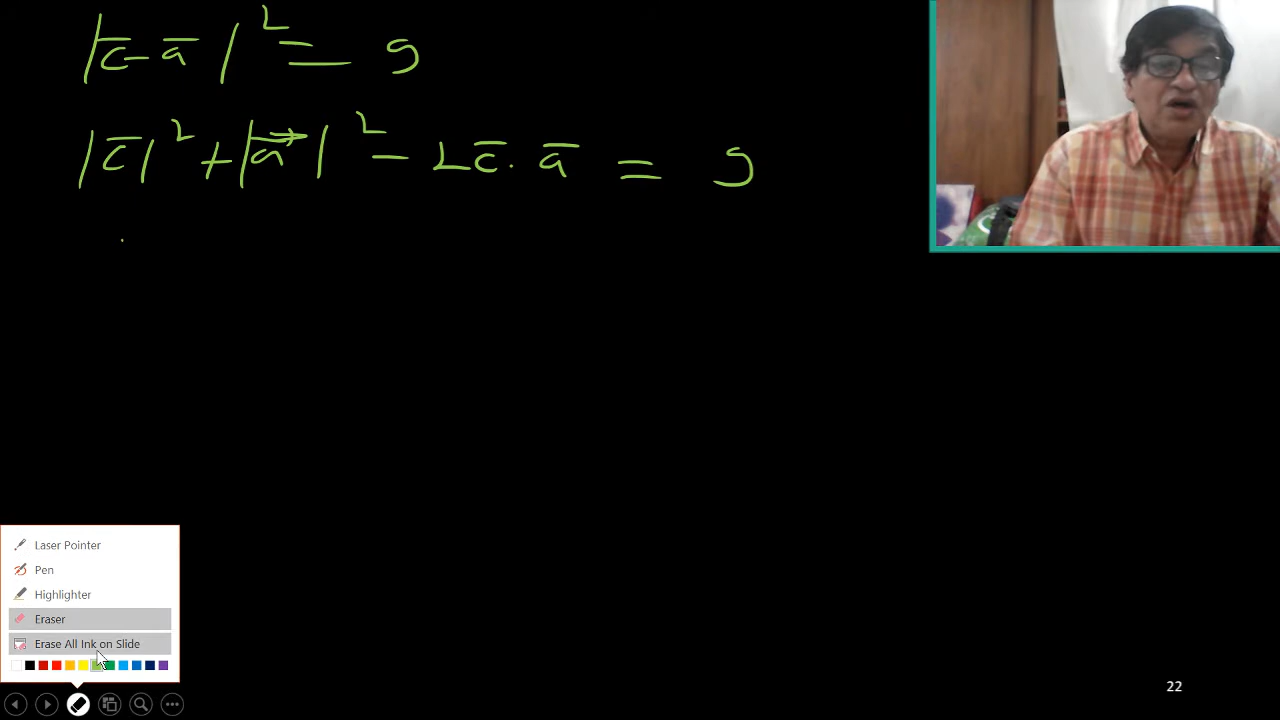 |c̅ - a̅|² = 9
|c̅|² + |a⃗|² - 2c̅. a̅ = 9
Laser Pointer
Pen
Highlighter
Eraser
Erase All Ink on Slide
22